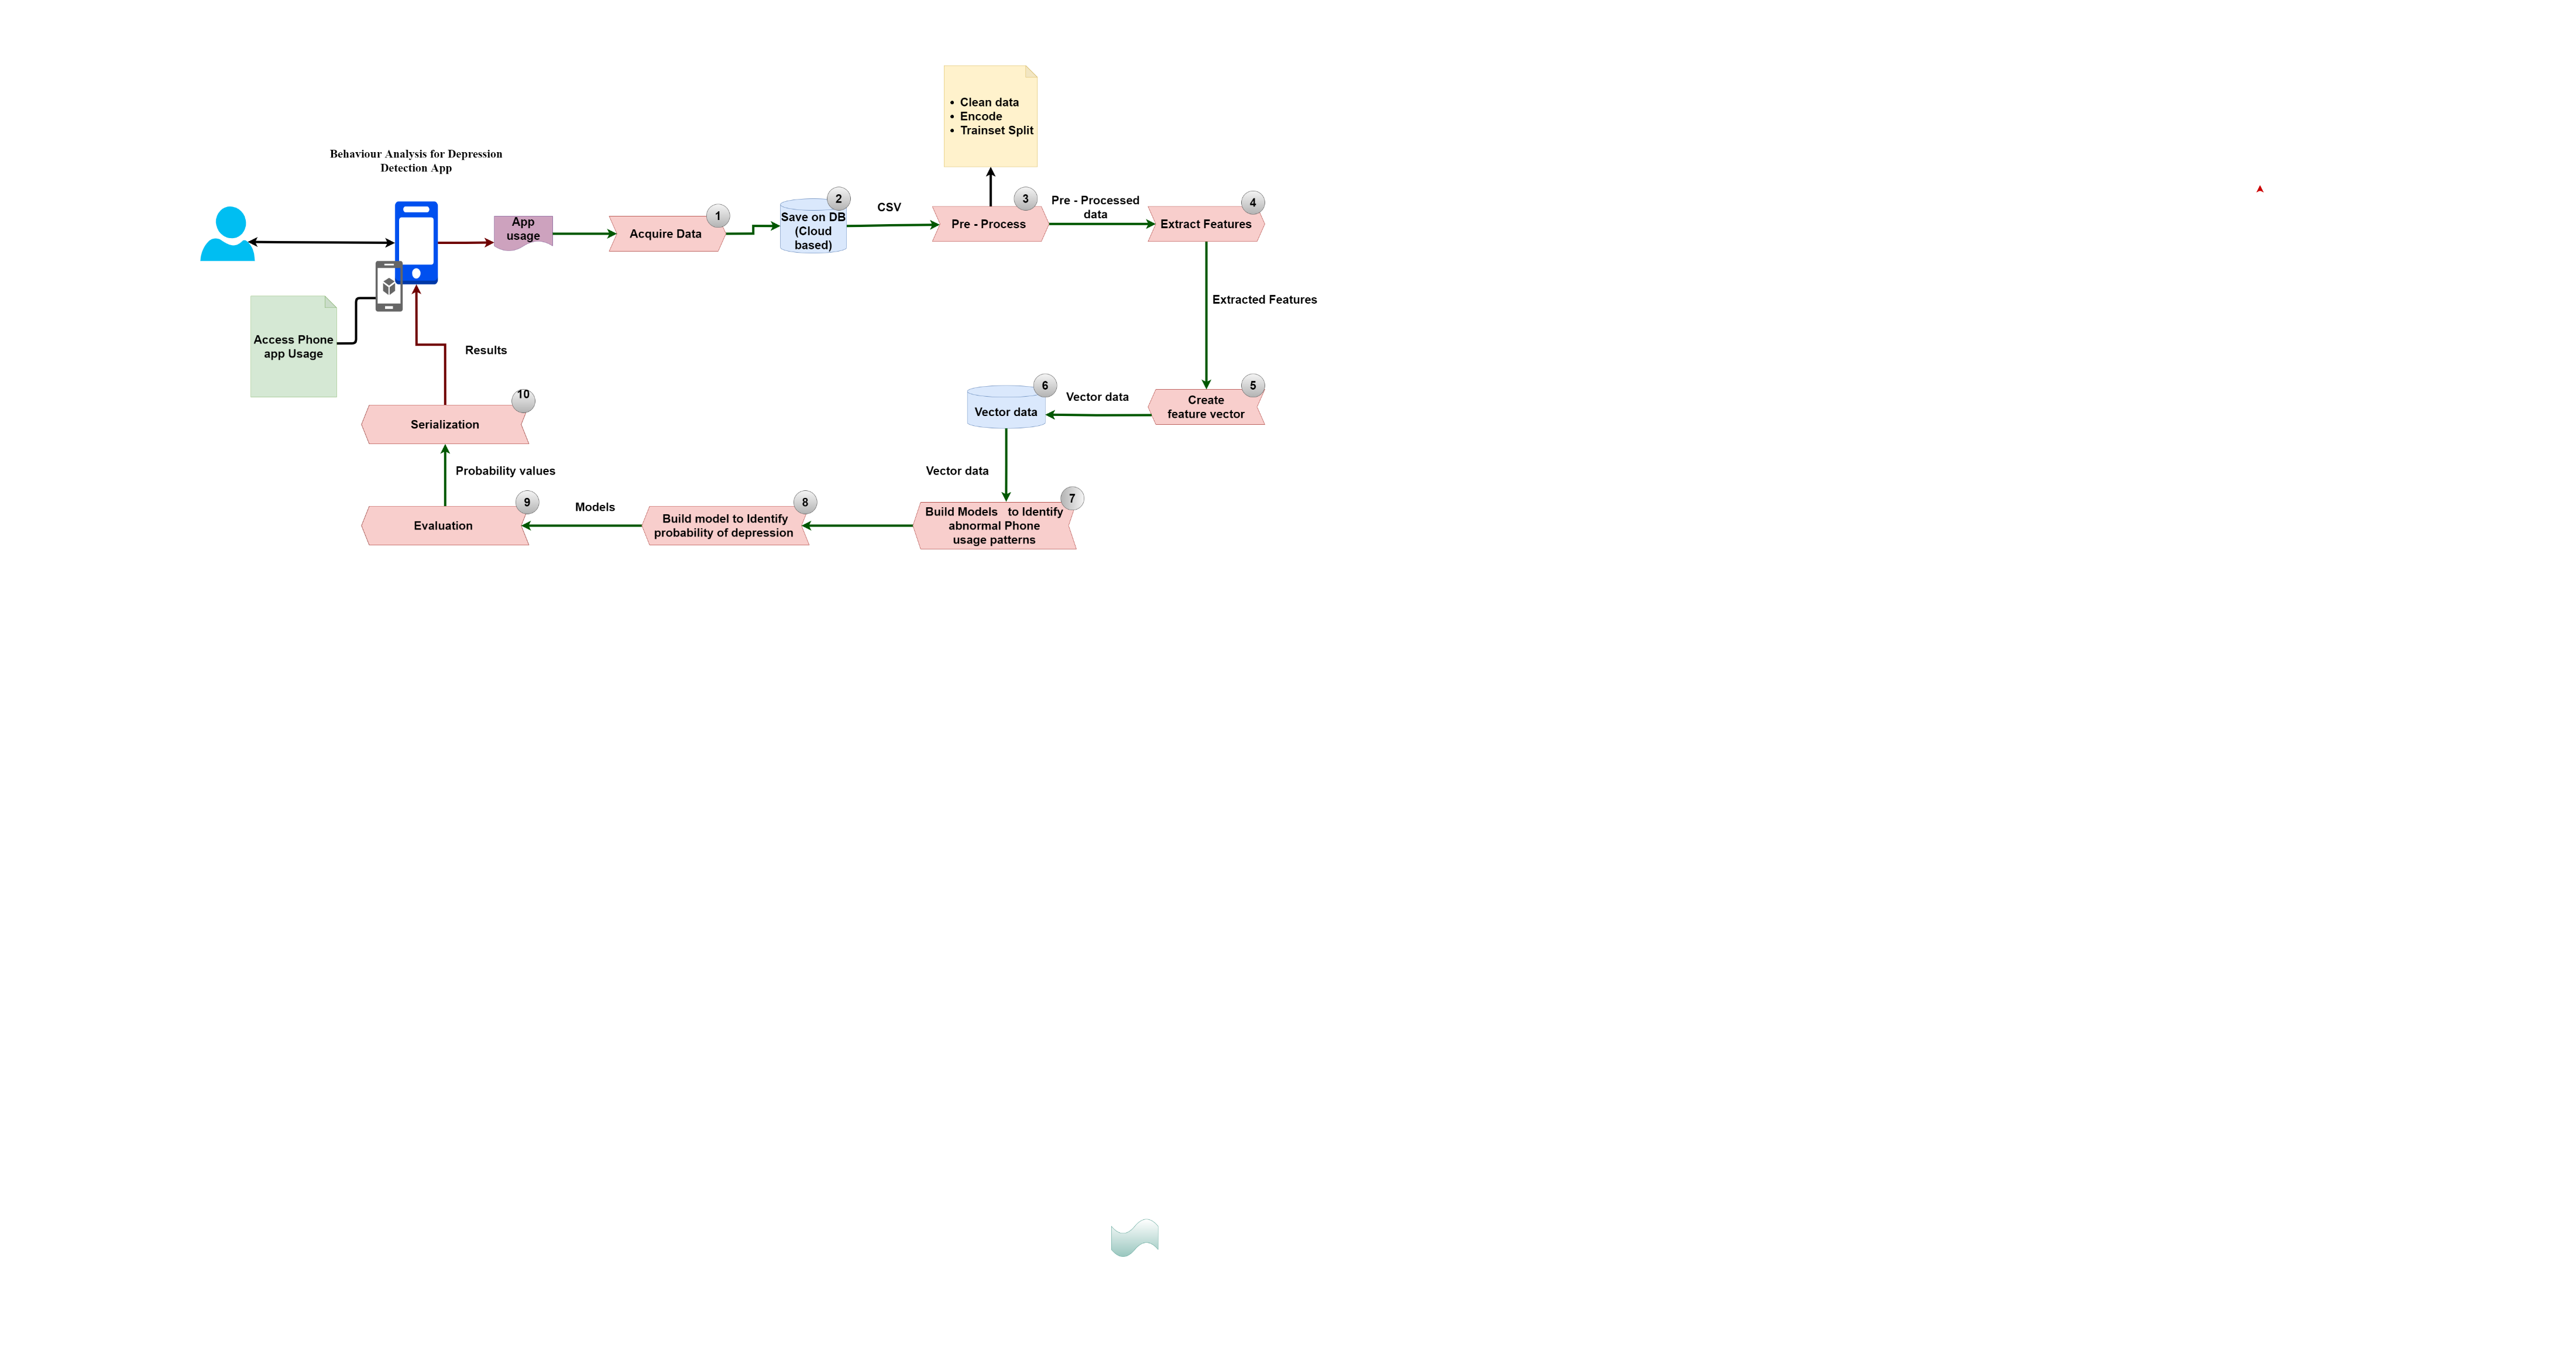 • Clean data
• Encode
• Trainset Split
Behaviour Analysis for Depression
Detection App
App
usage
1
Acquire Data
2
Save on DB
(Cloud
based)
CSV
3
Pre - Process
Pre - Processed
data
4
Extract Features
Extracted Features
Access Phone
app Usage
Results
5
Create
feature vector
Vector data
6
Vector data
Vector data
7
Build Models to Identify
abnormal Phone
usage patterns
8
Build model to Identify
probability of depression
Models
9
Evaluation
Probability values
10
Serialization